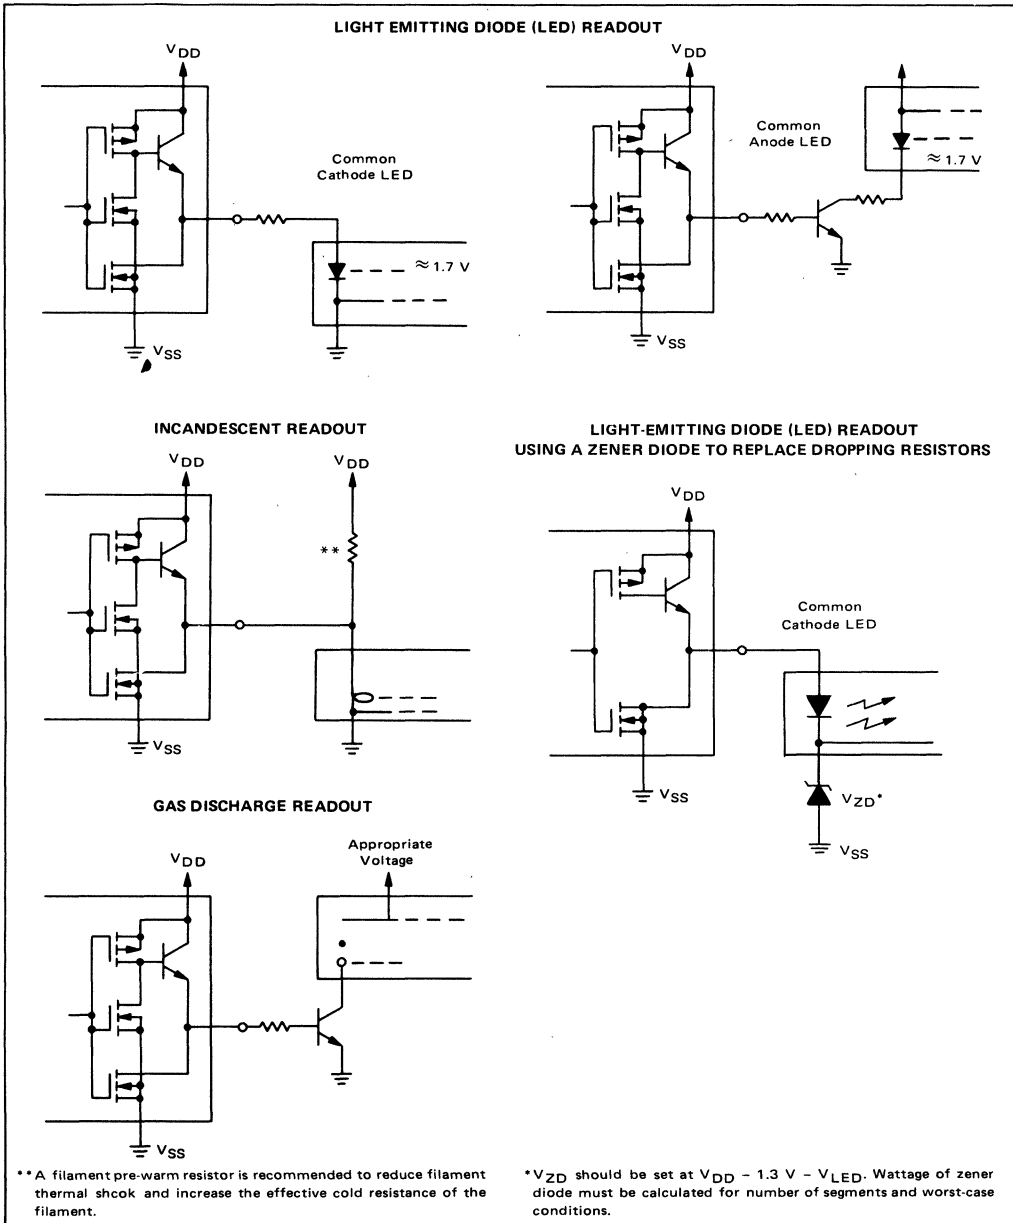 LIGHT EMITTING DIODE (LED) READOUT
VDD
Common
Cathode LED
≈ 1.7 V
VSS
VDD
Common
Anode LED
≈ 1.7 V
VSS
INCANDESCENT READOUT
VDD
VDD
**
VSS
LIGHT-EMITTING DIODE (LED) READOUT
USING A ZENER DIODE TO REPLACE DROPPING RESISTORS
VDD
Common
Cathode LED
VSS
VZD*
VSS
GAS DISCHARGE READOUT
VDD
Appropriate
Voltage
VSS
**A filament pre-warm resistor is recommended to reduce filament
thermal shcok and increase the effective cold resistance of the
filament.
*VZD should be set at VDD – 1.3 V – VLED. Wattage of zener
diode must be calculated for number of segments and worst-case
conditions.